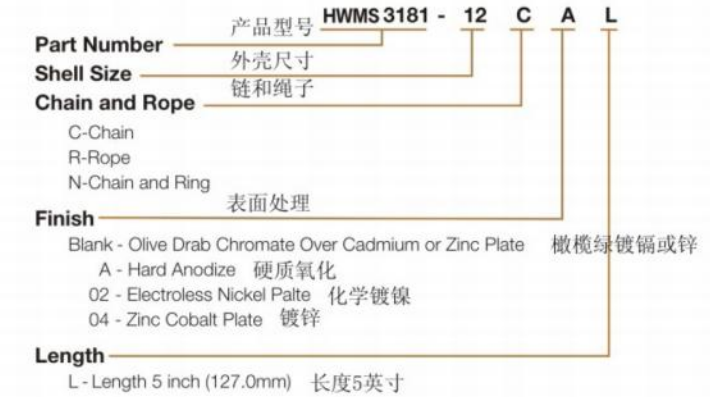 HWMS3181 - 12 C A L
Part Number 产品型号
Shell Size 外壳尺寸
Chain and Rope 链和绳子
C-Chain
R-Rope
N-Chain and Ring
Finish 表面处理
Blank - Olive Drab Chromate Over Cadmium or Zinc Plate 橄榄绿镀镉或锌
A - Hard Anodize 硬质氧化
02 - Electroless Nickel Palte 化学镀镍
04 - Zinc Cobalt Plate 镀锌
Length
L - Length 5 inch (127.0mm) 长度5英寸